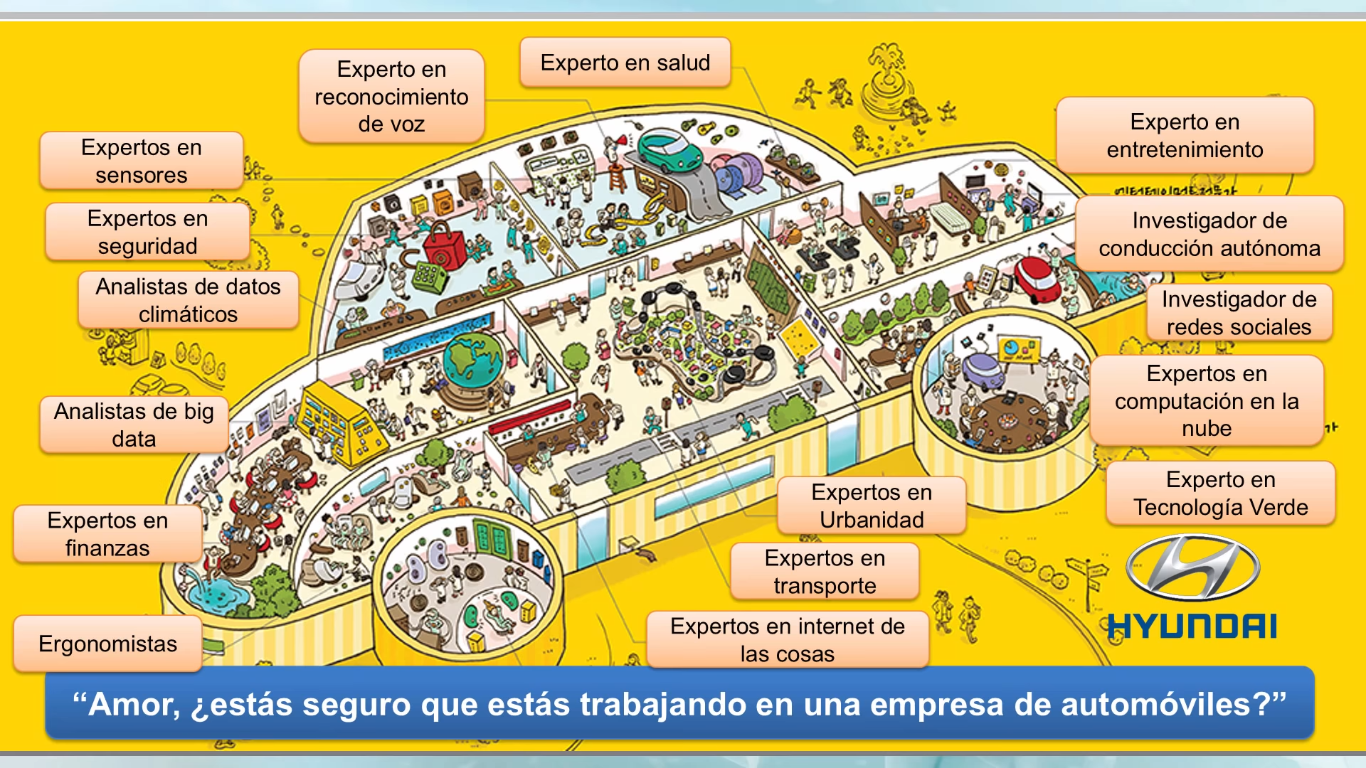 Experto en
reconocimiento
de voz
Experto en salud
Experto en
entretenimiento
Expertos en
sensores
Expertos en
seguridad
Investigador de
conducción autónoma
Analistas de datos
climáticos
Investigador de
redes sociales
Analistas de big
data
Expertos en
computación en la
nube
Experto en
Tecnología Verde
Expertos en
finanzas
Expertos en
Urbanidad
Expertos en
transporte
Ergonomistas
Expertos en internet de
las cosas
HYUNDAI
“Amor, ¿estás seguro que estás trabajando en una empresa de automóviles?”